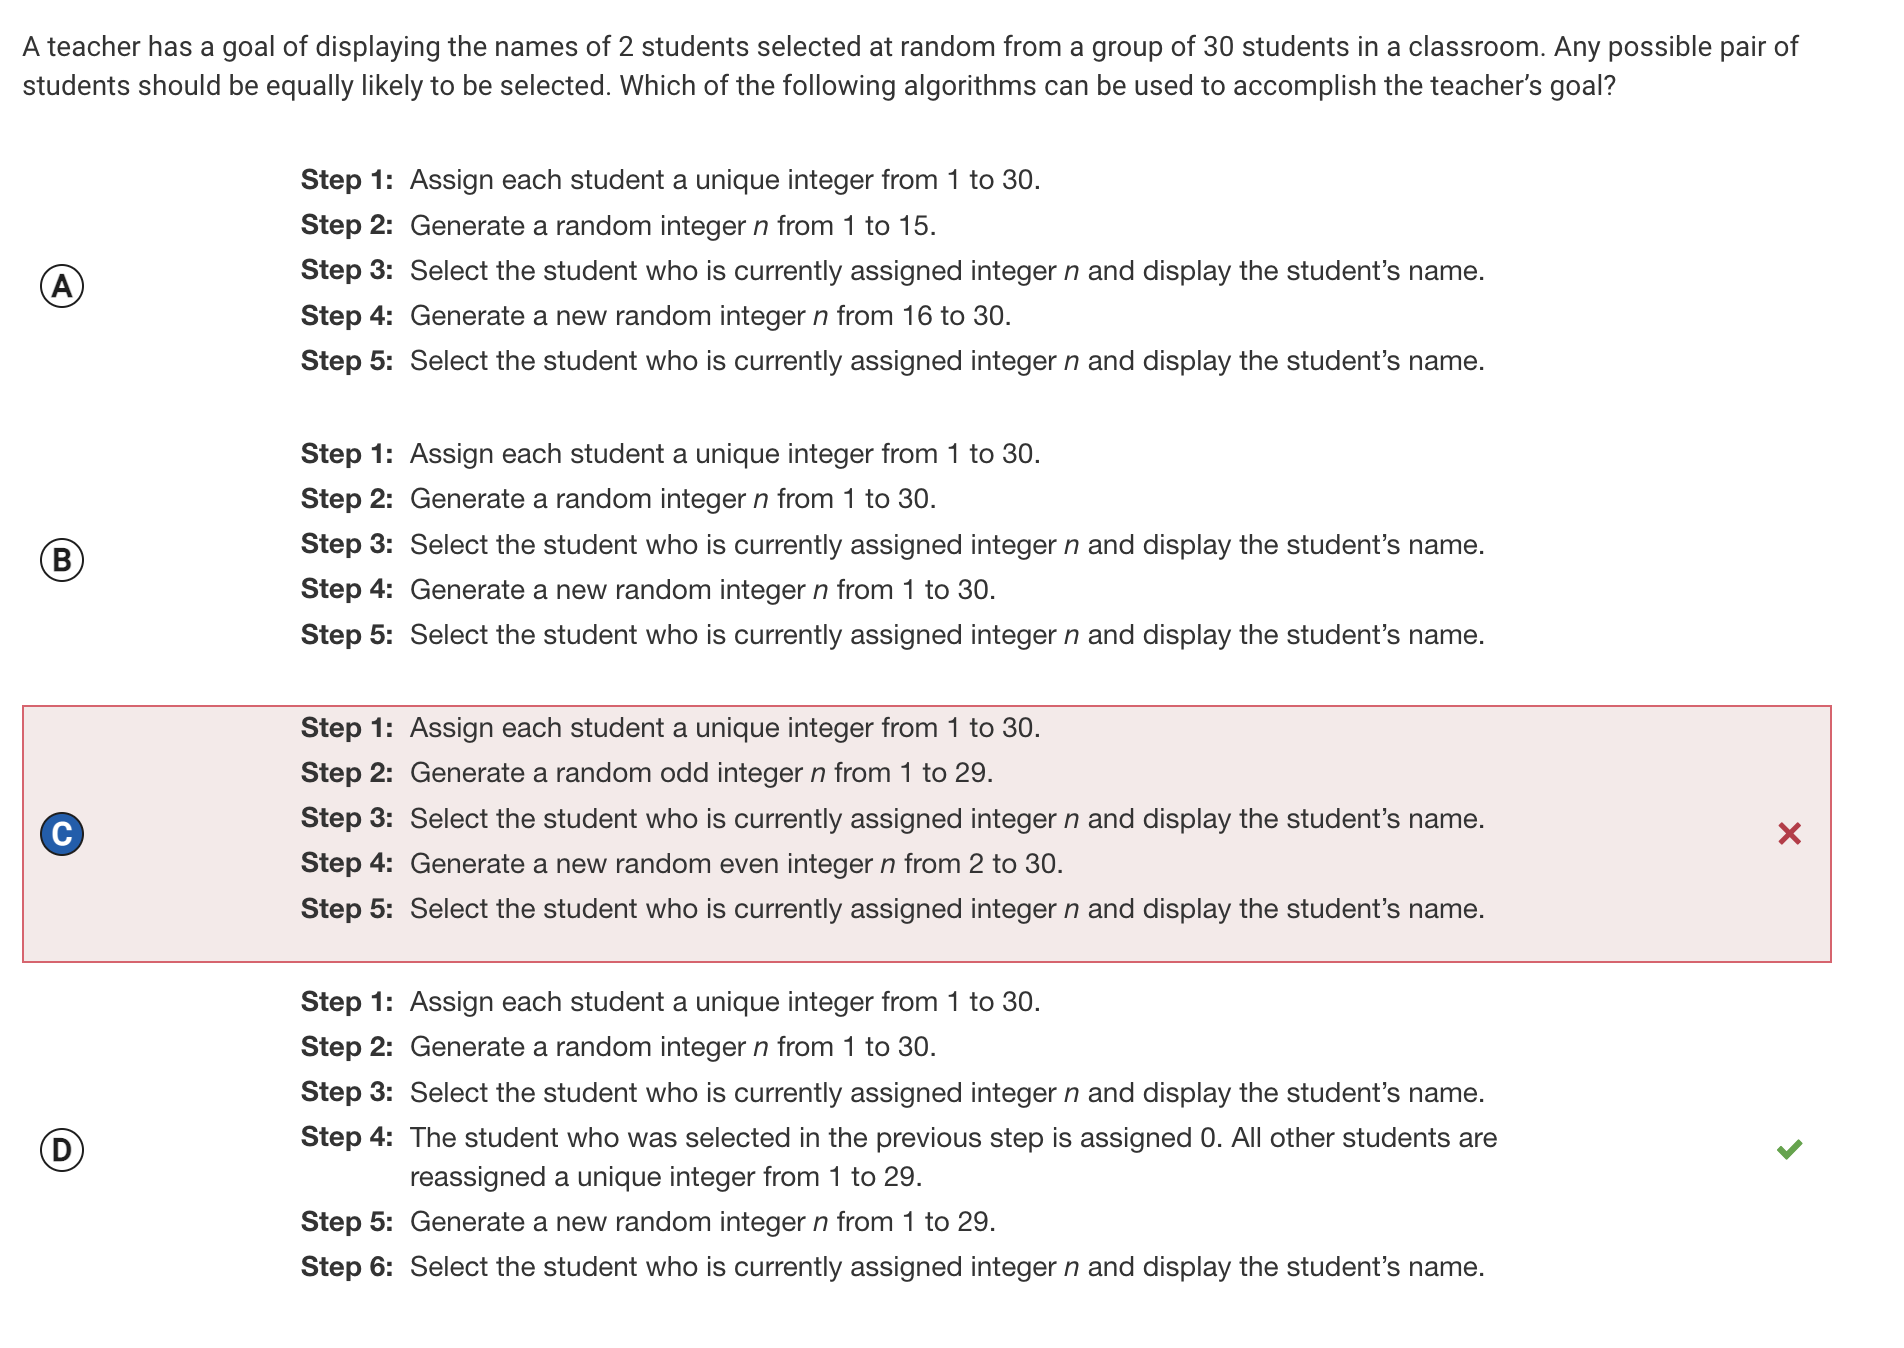 A teacher has a goal of displaying the names of 2 students selected at random from a group of 30 students in a classroom. Any possible pair of
students should be equally likely to be selected. Which of the following algorithms can be used to accomplish the teacher’s goal?
A
Step 1: Assign each student a unique integer from 1 to 30.
Step 2: Generate a random integer n from 1 to 15.
Step 3: Select the student who is currently assigned integer n and display the student’s name.
Step 4: Generate a new random integer n from 16 to 30.
Step 5: Select the student who is currently assigned integer n and display the student’s name.
B
Step 1: Assign each student a unique integer from 1 to 30.
Step 2: Generate a random integer n from 1 to 30.
Step 3: Select the student who is currently assigned integer n and display the student’s name.
Step 4: Generate a new random integer n from 1 to 30.
Step 5: Select the student who is currently assigned integer n and display the student’s name.
C
Step 1: Assign each student a unique integer from 1 to 30.
Step 2: Generate a random odd integer n from 1 to 29.
Step 3: Select the student who is currently assigned integer n and display the student’s name.
Step 4: Generate a new random even integer n from 2 to 30.
Step 5: Select the student who is currently assigned integer n and display the student’s name.
D
Step 1: Assign each student a unique integer from 1 to 30.
Step 2: Generate a random integer n from 1 to 30.
Step 3: Select the student who is currently assigned integer n and display the student’s name.
Step 4: The student who was selected in the previous step is assigned 0. All other students are
reassigned a unique integer from 1 to 29.
Step 5: Generate a new random integer n from 1 to 29.
Step 6: Select the student who is currently assigned integer n and display the student’s name.